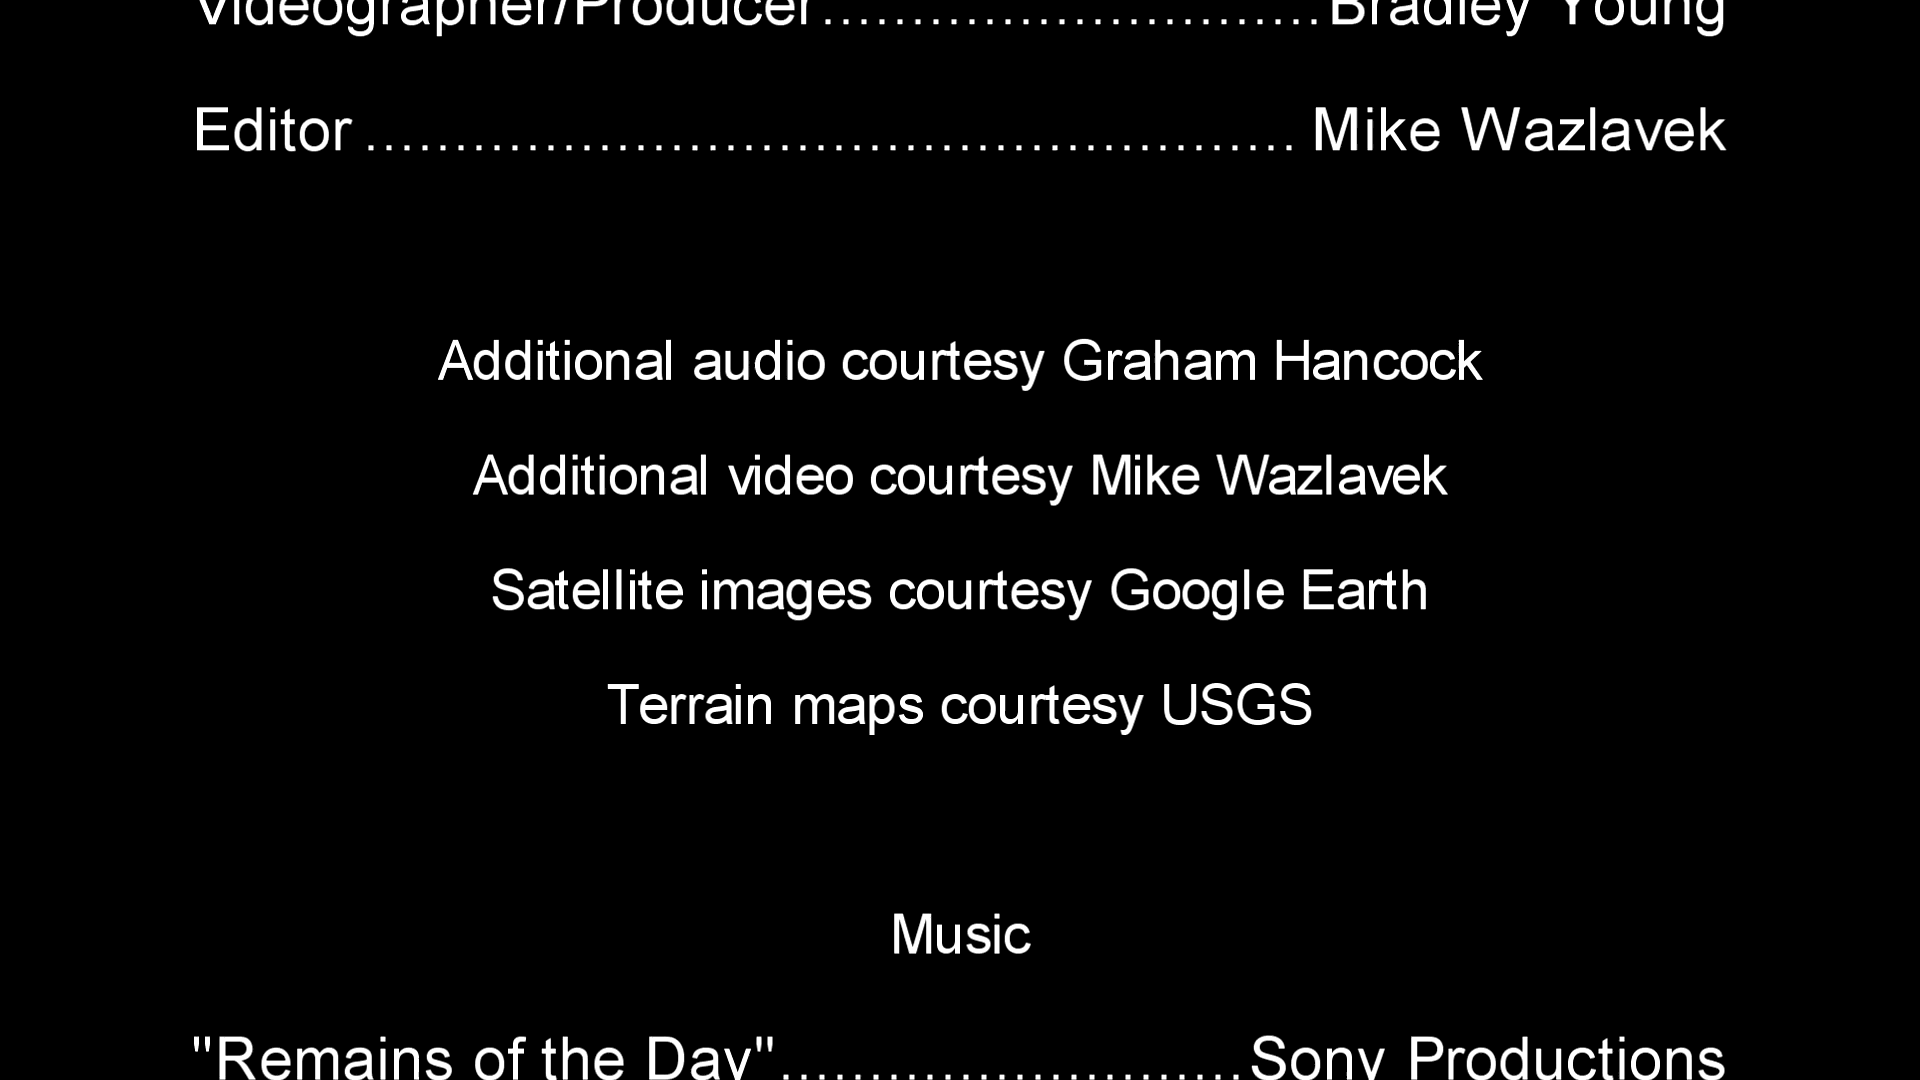 Videographer/Producer............................Bradley Young
Editor .................................................... Mike Wazlavek
Additional audio courtesy Graham Hancock
Additional video courtesy Mike Wazlavek
Satellite images courtesy Google Earth
Terrain maps courtesy USGS
Music
"Remains of the Day"..........................Sony Productions